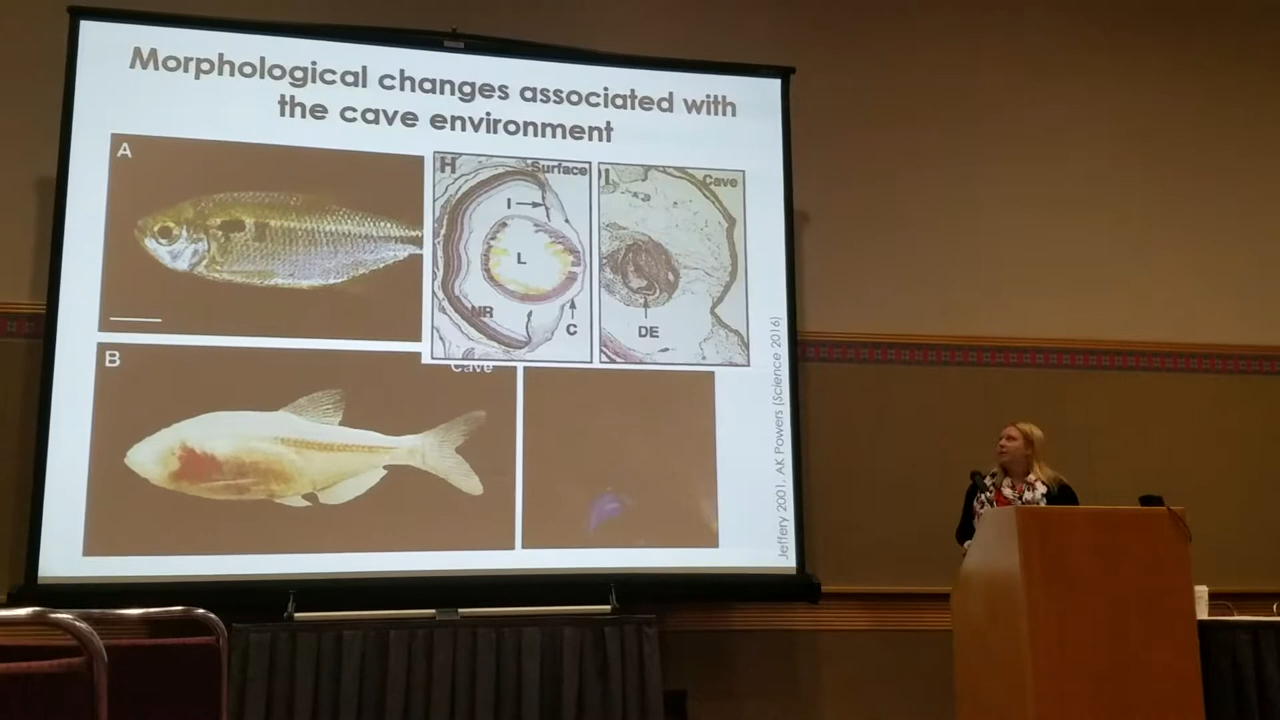 Morphological changes associated with
the cave environment
A
H
Surface
I
L
NR
C
I
Cave
DE
B
Cave
Jeffery 2001, AK Powers (Science 2016)